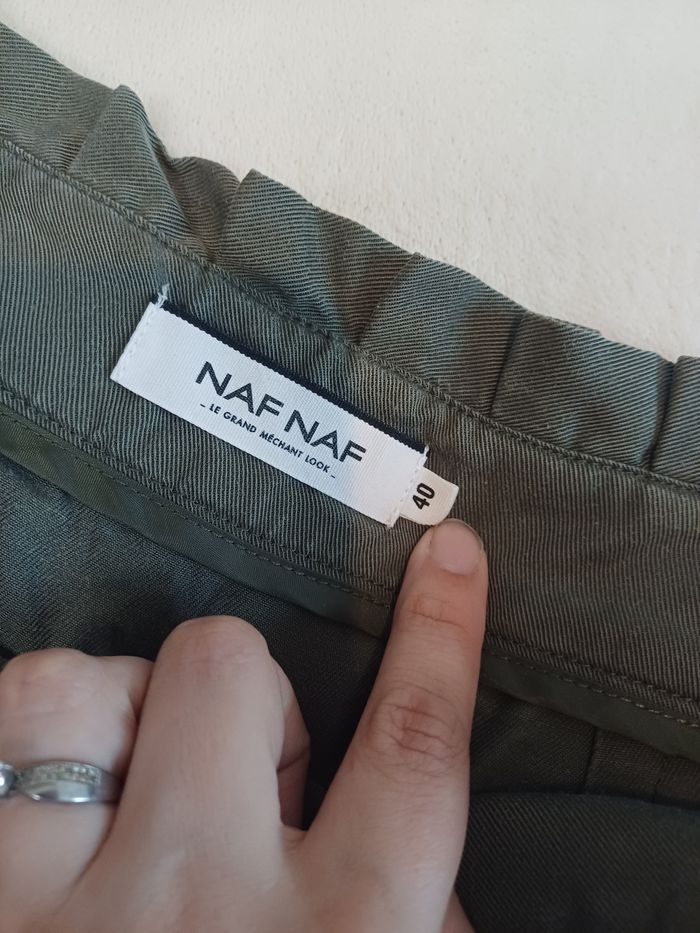 NAF NAF
– LE GRAND MÉCHANT LOOK –
40